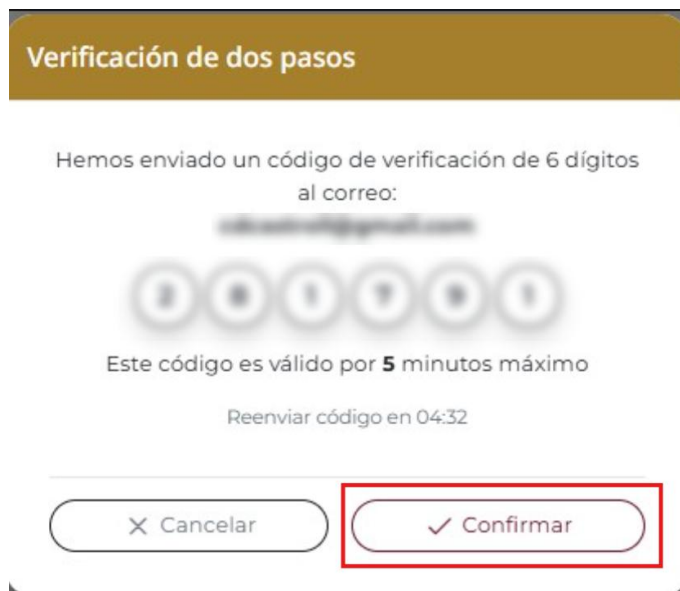 Verificación de dos pasos
Hemos enviado un código de verificación de 6 dígitos
al correo:
Este código es válido por 5 minutos máximo
Reenviar código en 04:32
Cancelar
Confirmar